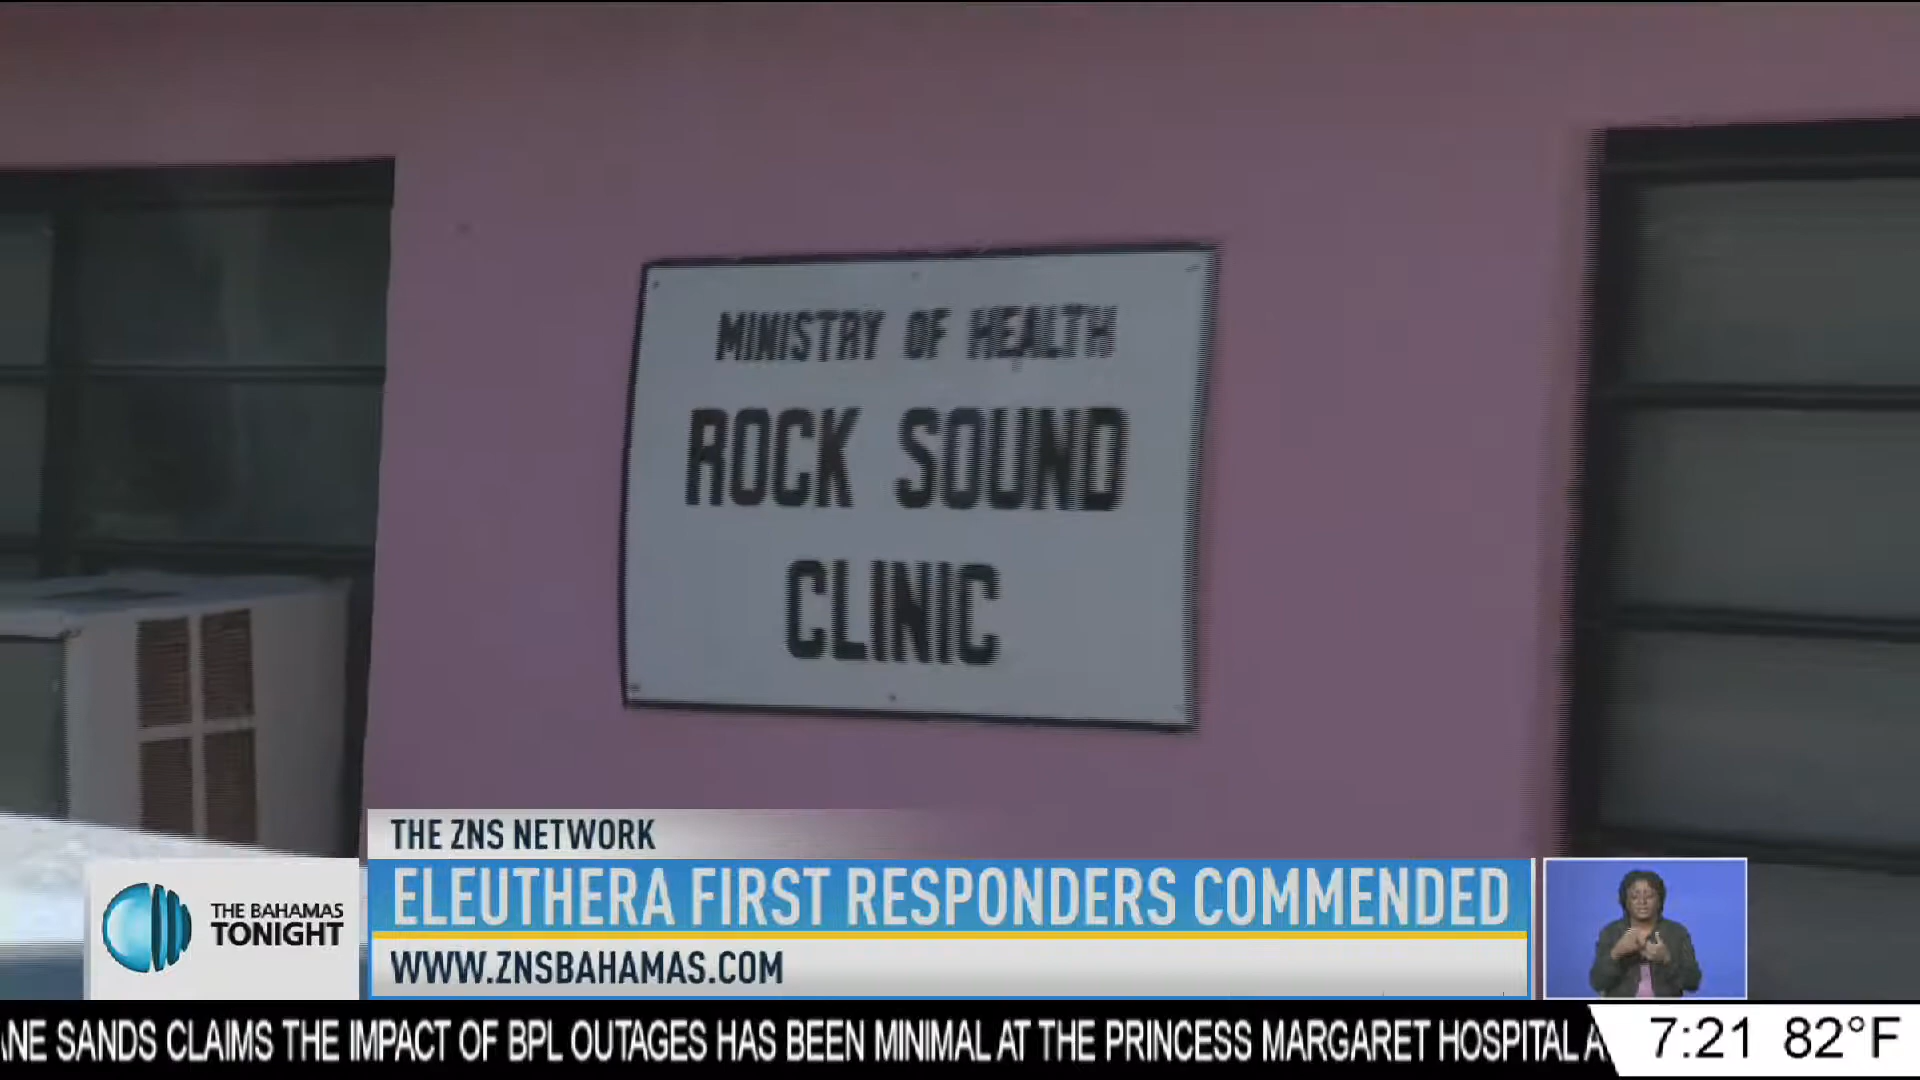 MINISTRY OF HEALTH
ROCK SOUND
CLINIC
THE ZNS NETWORK
ELEUTHERA FIRST RESPONDERS COMMENDED
WWW.ZNSBAHAMAS.COM
THE BAHAMAS
TONIGHT
SANDS CLAIMS THE IMPACT OF BPL OUTAGES HAS BEEN MINIMAL AT THE PRINCESS MARGARET HOSPITAL
7:21 82°F